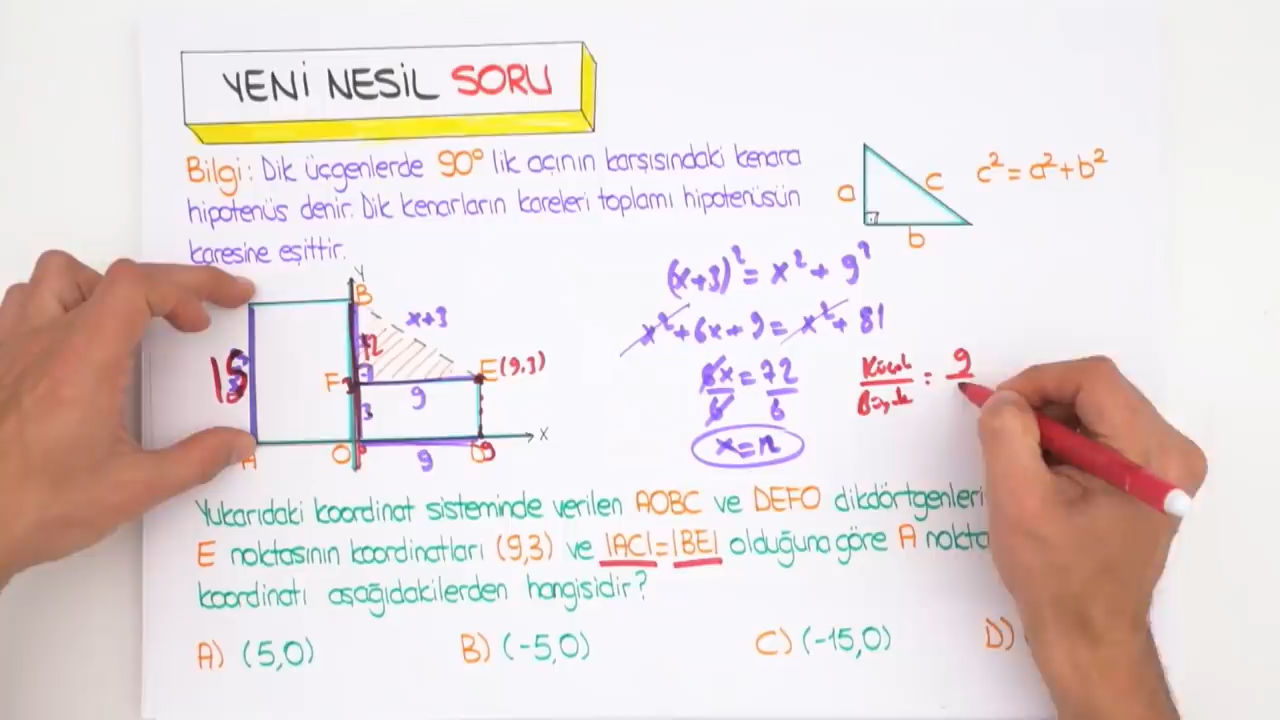 YENİ NESİL SORU
Bilgi: Dik üçgenlerde 90° lik açının karşısındaki kenara
hipotenüs denir. Dik kenarların kareleri toplamı hipotenüsün
karesine eşittir.
a
c
b
c² = a² + b²
(x+3)² = x² + 9²
x² + 6x + 9 = x² + 81
6x = 72
6 6
x = 12
Küçük
Büyük
: 9
Y
B
x+3
12
E (9,3)
F 3
9
3
15
A
O
9
9
X
Yukarıdaki koordinat sisteminde verilen AOBC ve DEFO dikdörtgenleri
E noktasının koordinatları (9,3) ve |AC|=|BE| olduğuna göre A nokta
koordinatı aşağıdakilerden hangisidir?
A) (5,0)
B) (-5,0)
C) (-15,0)
D)